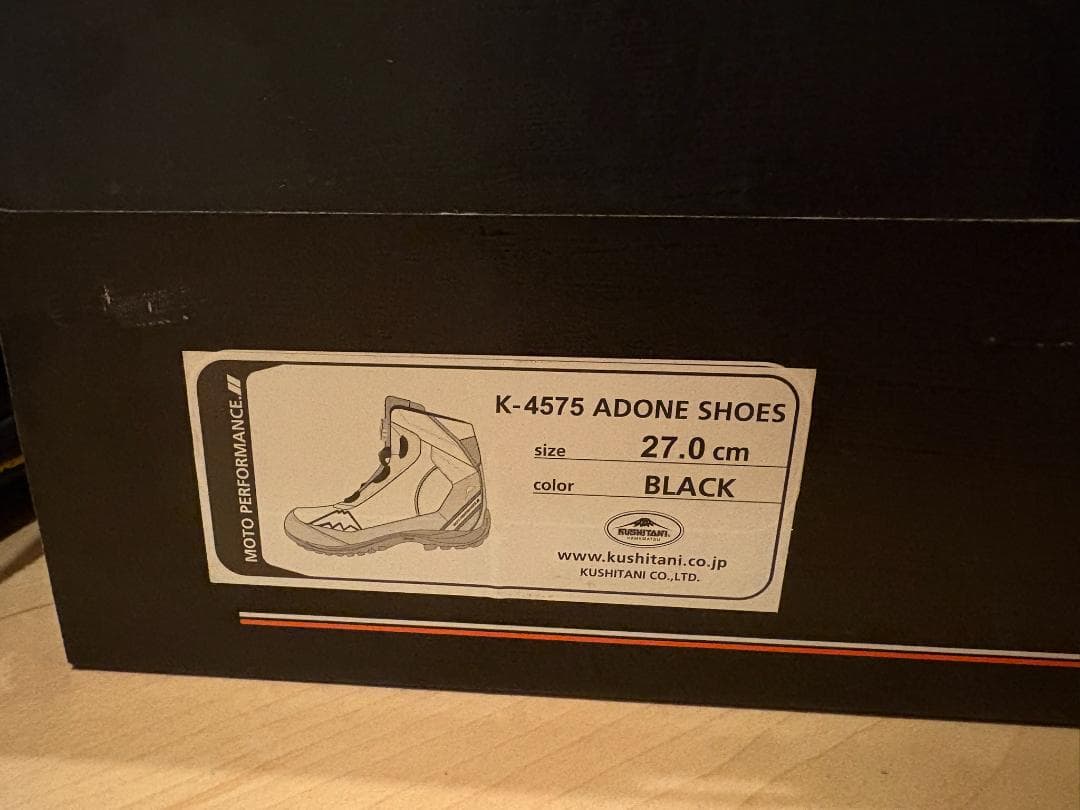 MOTO PERFORMANCE.
K-4575 ADONE SHOES
size 27.0 cm
color BLACK
KUSHITANI.
HAMAMATSU
www.kushitani.co.jp
KUSHITANI CO.,LTD.